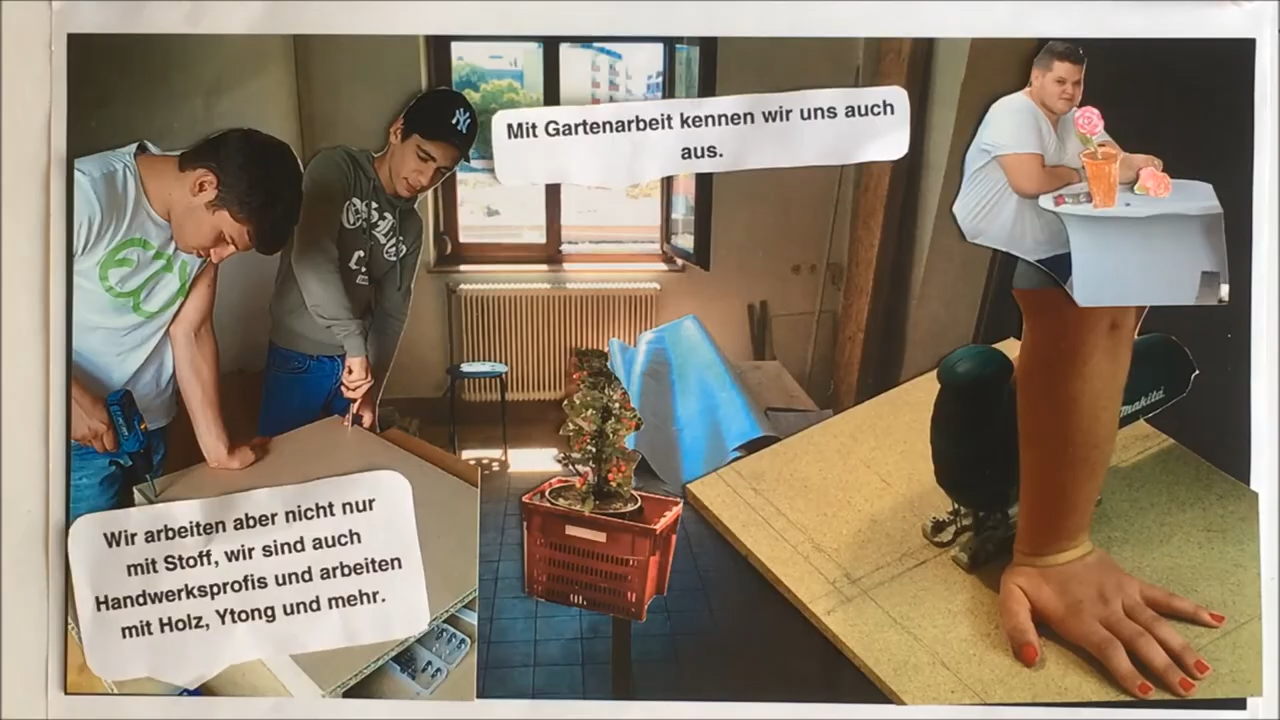 Mit Gartenarbeit kennen wir uns auch
aus.
NY
makita
Wir arbeiten aber nicht nur
mit Stoff, wir sind auch
Handwerksprofis und arbeiten
mit Holz, Ytong und mehr.